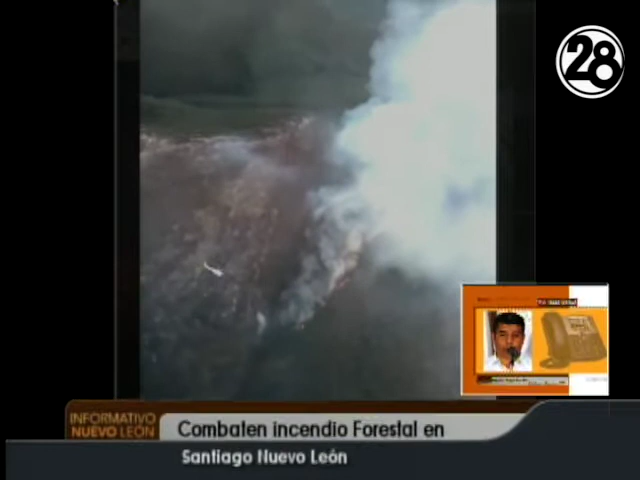 28
INFORMATIVO
NUEVO LEÓN
Combaten incendio Forestal en
Santiago Nuevo León